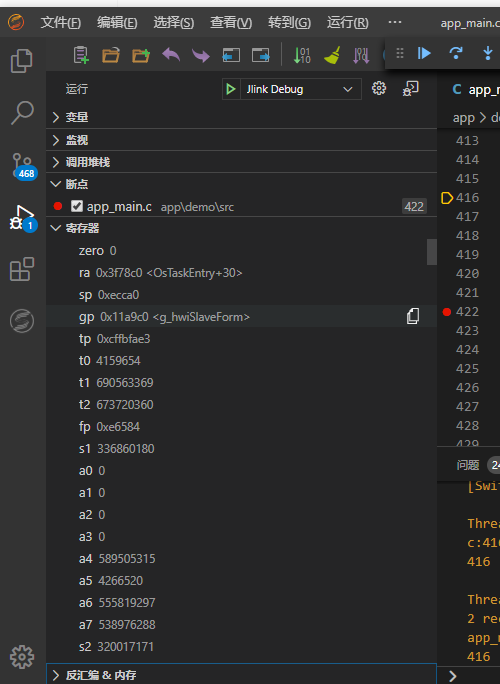 文件(F) 编辑(E) 选择(S) 查看(V) 转到(G) 运行(R) ··· app_main.c
运行 Jlink Debug
变量
监视
调用堆栈
断点
app_main.c app\demo\src 422
寄存器
zero 0
ra 0x3f78c0 <OsTaskEntry+30>
sp 0xecca0
gp 0x11a9c0 <g_hwiSlaveForm>
tp 0xcffbfae3
t0 4159654
t1 690563369
t2 673720360
fp 0xe6584
s1 336860180
a0 0
a1 0
a2 0
a3 0
a4 589505315
a5 4266520
a6 555819297
a7 538976288
s2 320017171
反汇编 & 内存
468
1
C app_m
app > de
413
414
415
416
417
418
419
420
421
422
423
424
425
426
427
428
429
问题 24
[Swit
Threa
c:416
416
Threa
2 rec
app_m
416